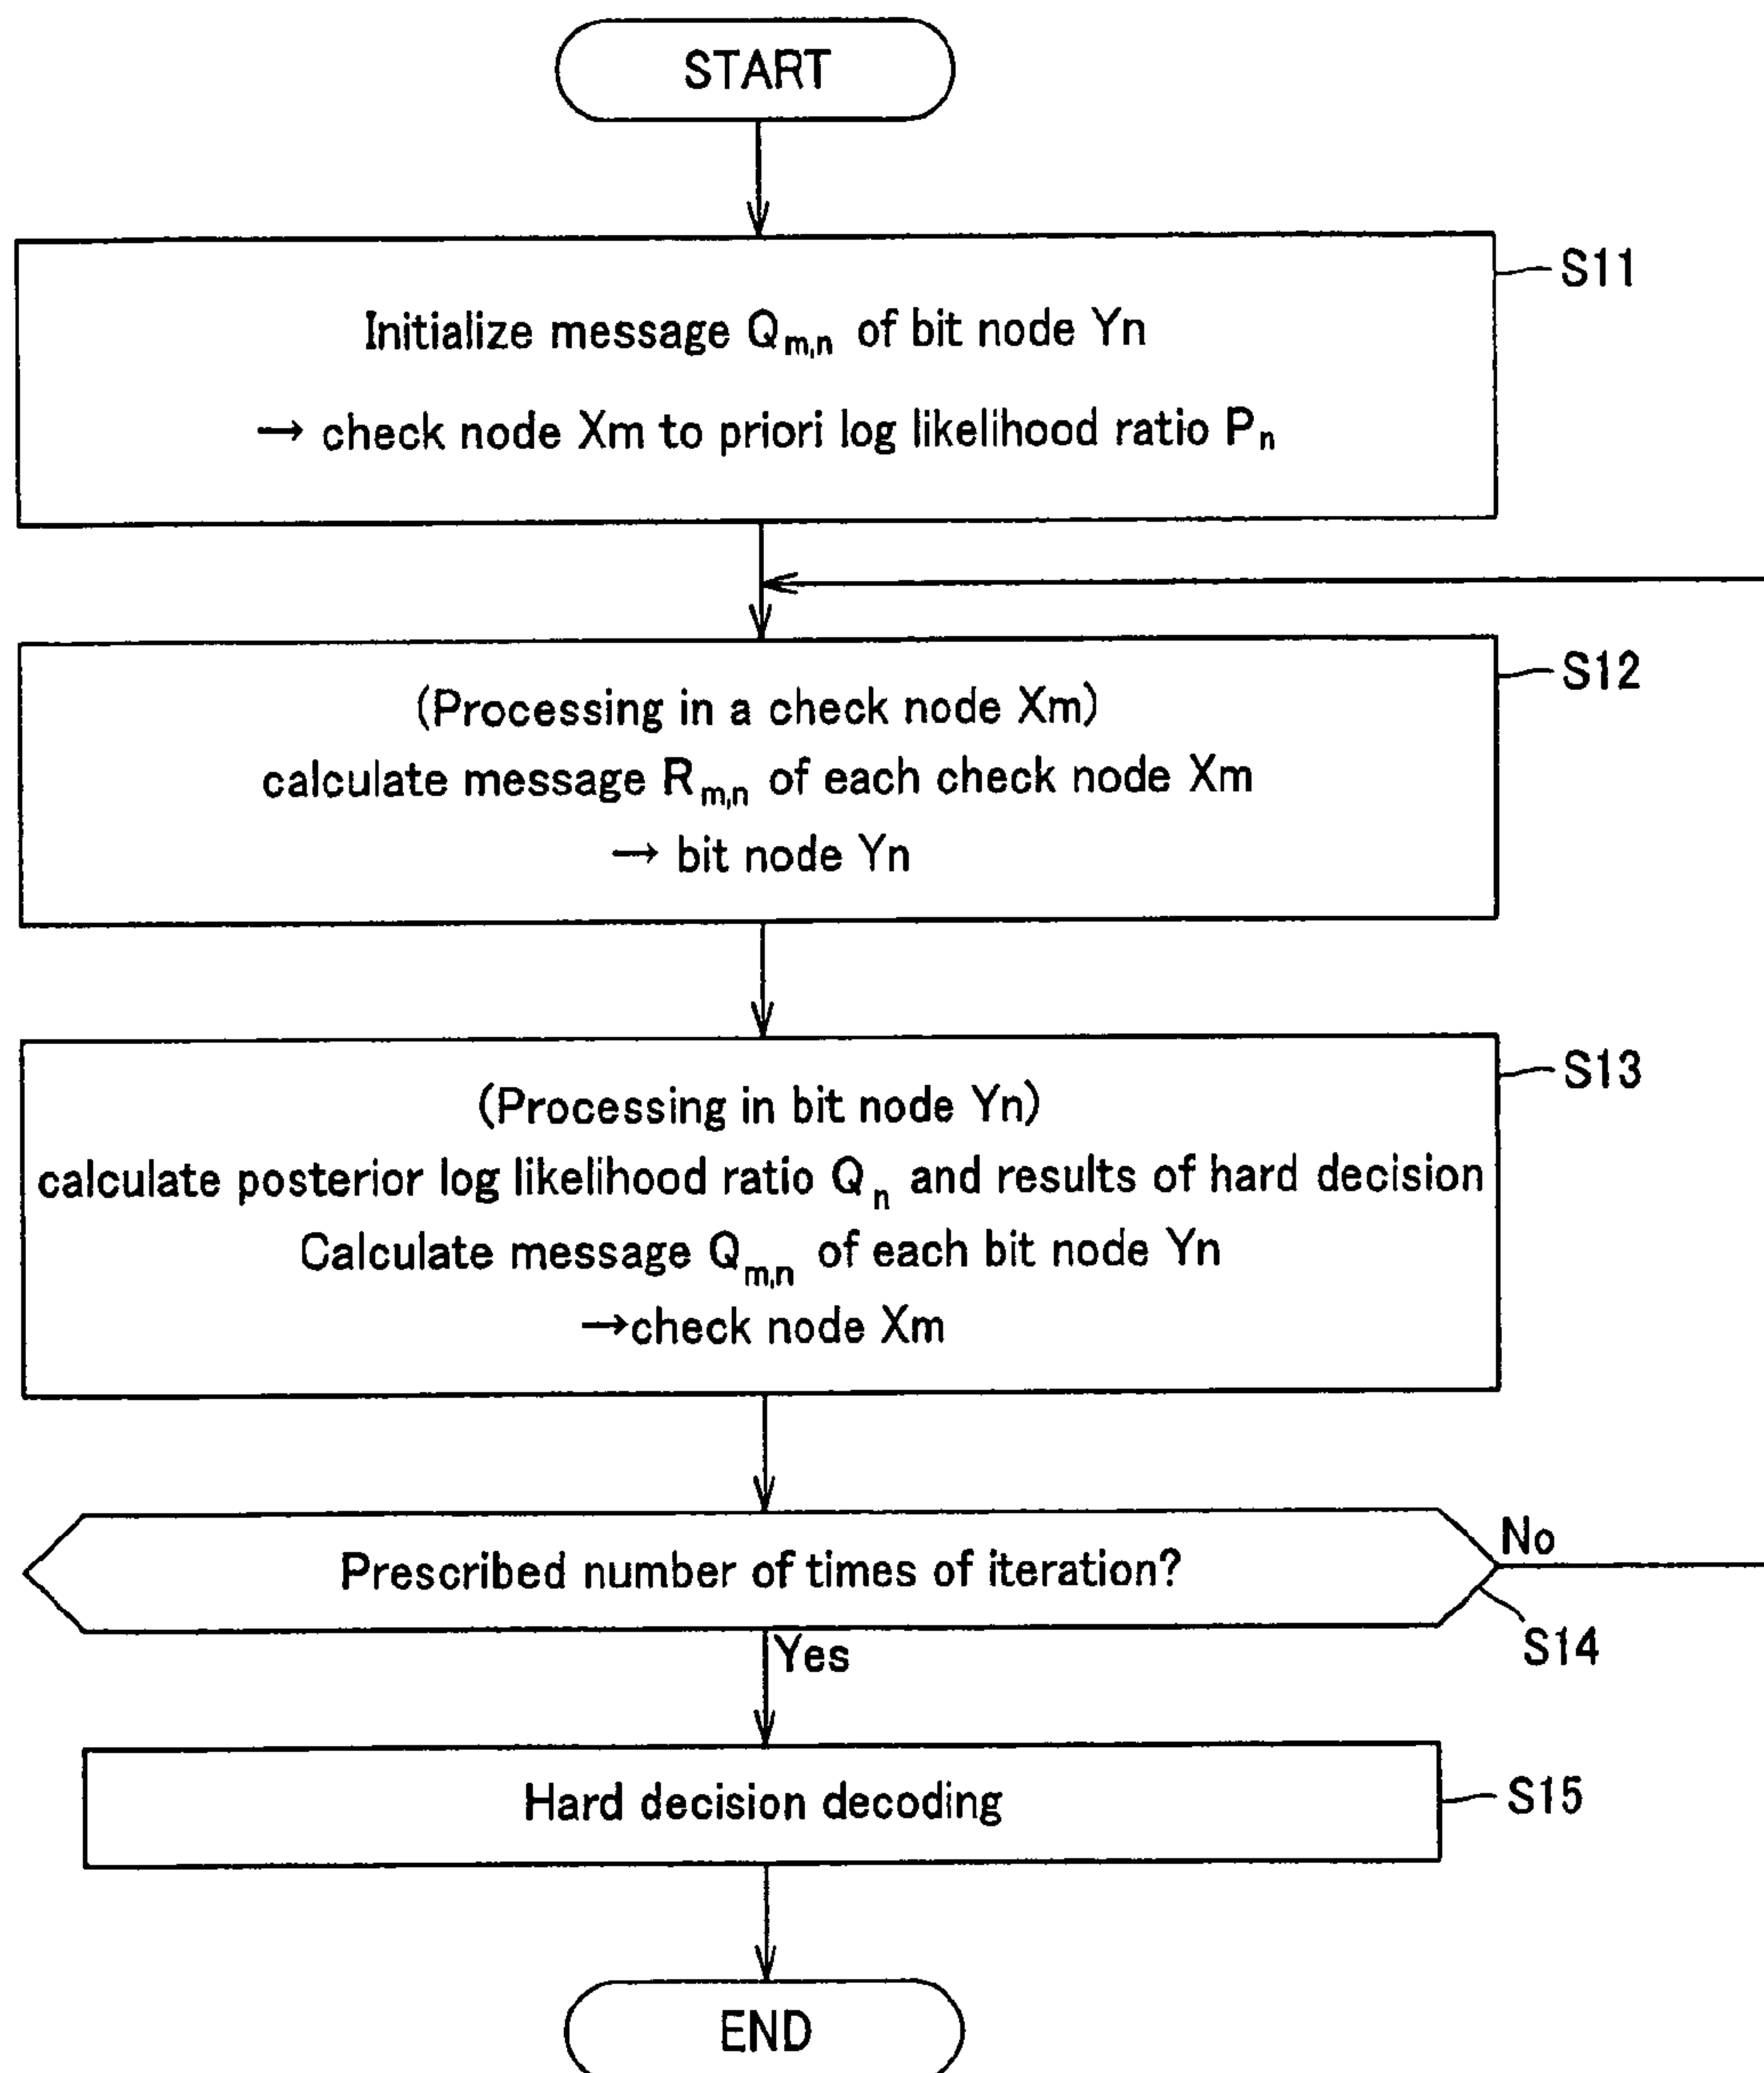 START
S11
Initialize message Qm,n of bit node Yn
→ check node Xm to priori log likelihood ratio Pn
S12
(Processing in a check node Xm)
calculate message Rm,n of each check node Xm
→ bit node Yn
S13
(Processing in bit node Yn)
calculate posterior log likelihood ratio Qn and results of hard decision
Calculate message Qm,n of each bit node Yn
→check node Xm
No
Prescribed number of times of iteration?
S14
Yes
Hard decision decoding
S15
END